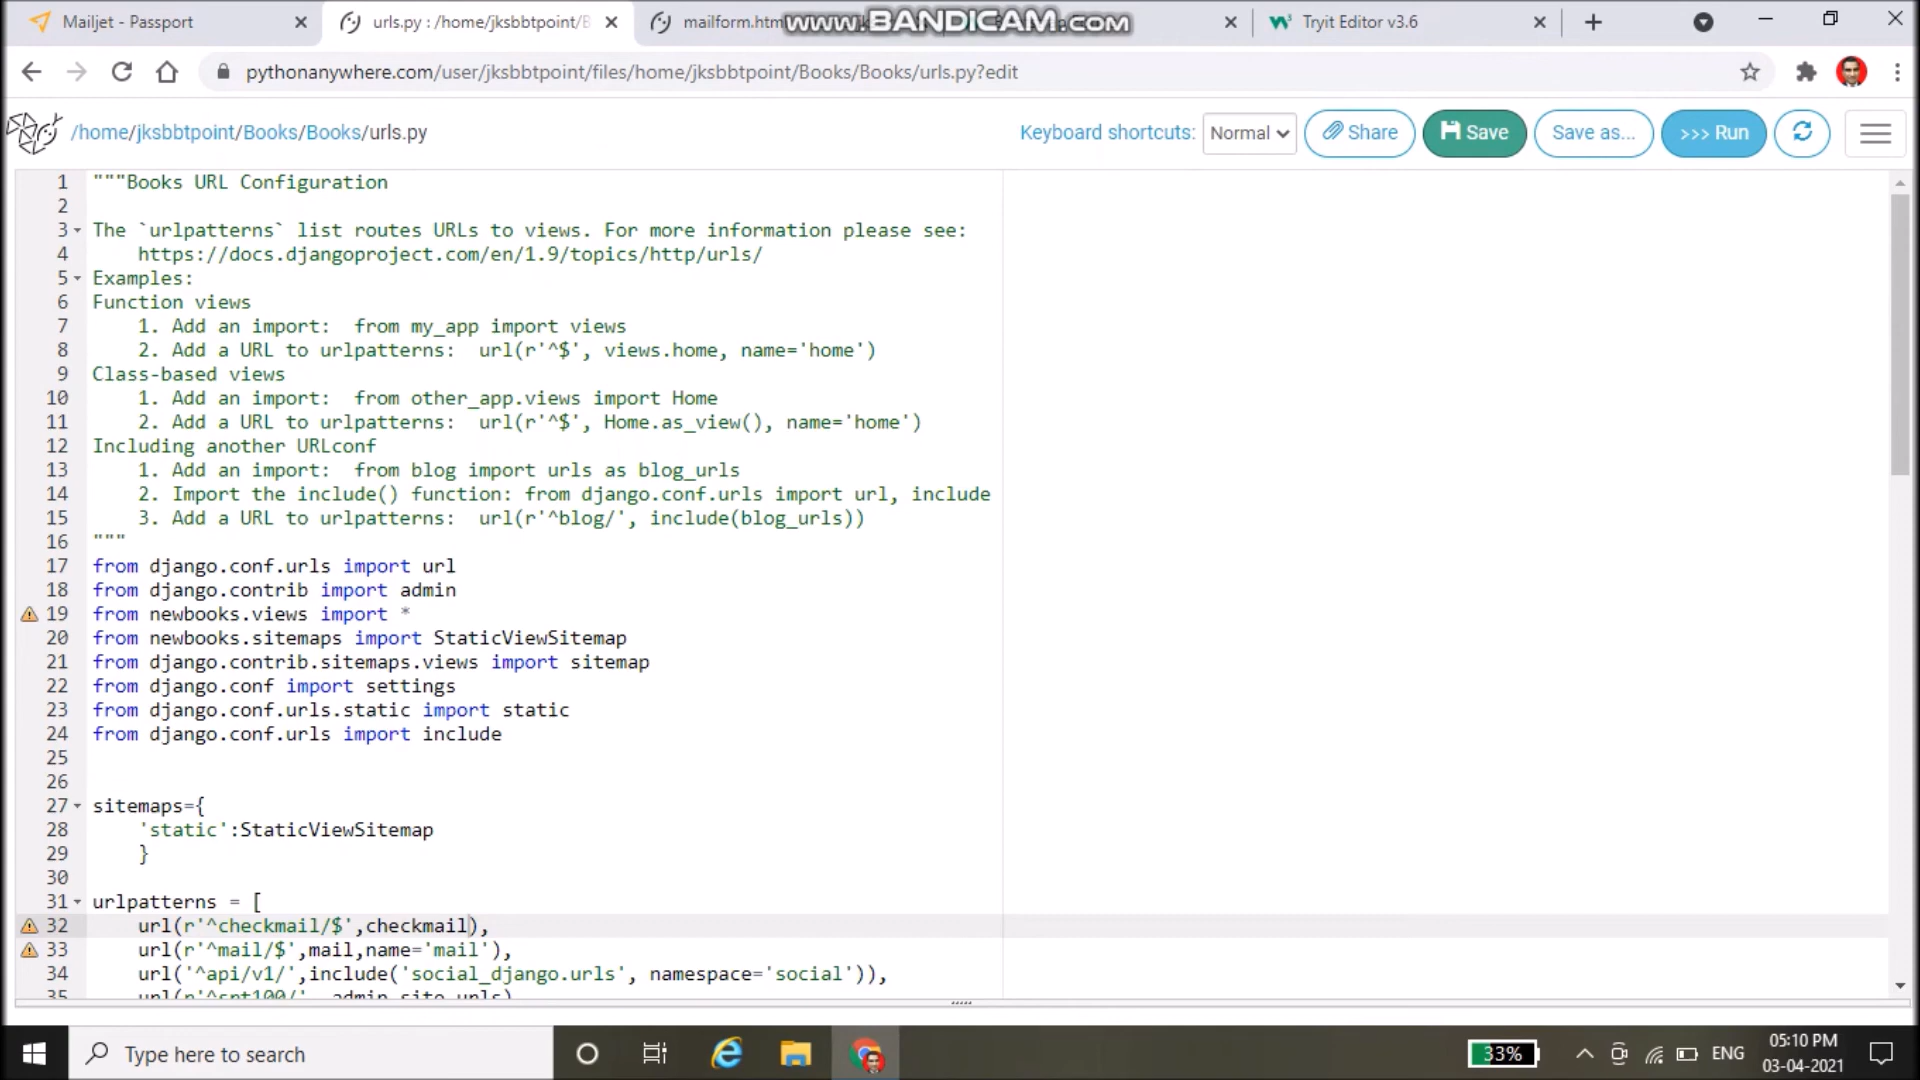 Mailjet - Passport
urls.py : /home/jksbbtpoint/B
mailform.htm
www.BANDICAM.com
Tryit Editor v3.6
pythonanywhere.com/user/jksbbtpoint/files/home/jksbbtpoint/Books/Books/urls.py?edit
/home/jksbbtpoint/Books/Books/urls.py
Keyboard shortcuts: Normal Share Save Save as... >>> Run
1 """Books URL Configuration
2
3 The `urlpatterns` list routes URLs to views. For more information please see:
4 https://docs.djangoproject.com/en/1.9/topics/http/urls/
5 Examples:
6 Function views
7 1. Add an import:  from my_app import views
8 2. Add a URL to urlpatterns:  url(r'^$', views.home, name='home')
9 Class-based views
10 1. Add an import:  from other_app.views import Home
11 2. Add a URL to urlpatterns:  url(r'^$', Home.as_view(), name='home')
12 Including another URLconf
13 1. Add an import:  from blog import urls as blog_urls
14 2. Import the include() function: from django.conf.urls import url, include
15 3. Add a URL to urlpatterns:  url(r'^blog/', include(blog_urls))
16 """
17 from django.conf.urls import url
18 from django.contrib import admin
19 from newbooks.views import *
20 from newbooks.sitemaps import StaticViewSitemap
21 from django.contrib.sitemaps.views import sitemap
22 from django.conf import settings
23 from django.conf.urls.static import static
24 from django.conf.urls import include
25
26
27 sitemaps={
28 'static':StaticViewSitemap
29 }
30
31 urlpatterns = [
32 url(r'^checkmail/$',checkmail),
33 url(r'^mail/$',mail,name='mail'),
34 url('^api/v1/',include('social_django.urls', namespace='social')),
35 url(r'^spt100/', admin.site.urls)
Type here to search
33%
ENG
05:10 PM
03-04-2021